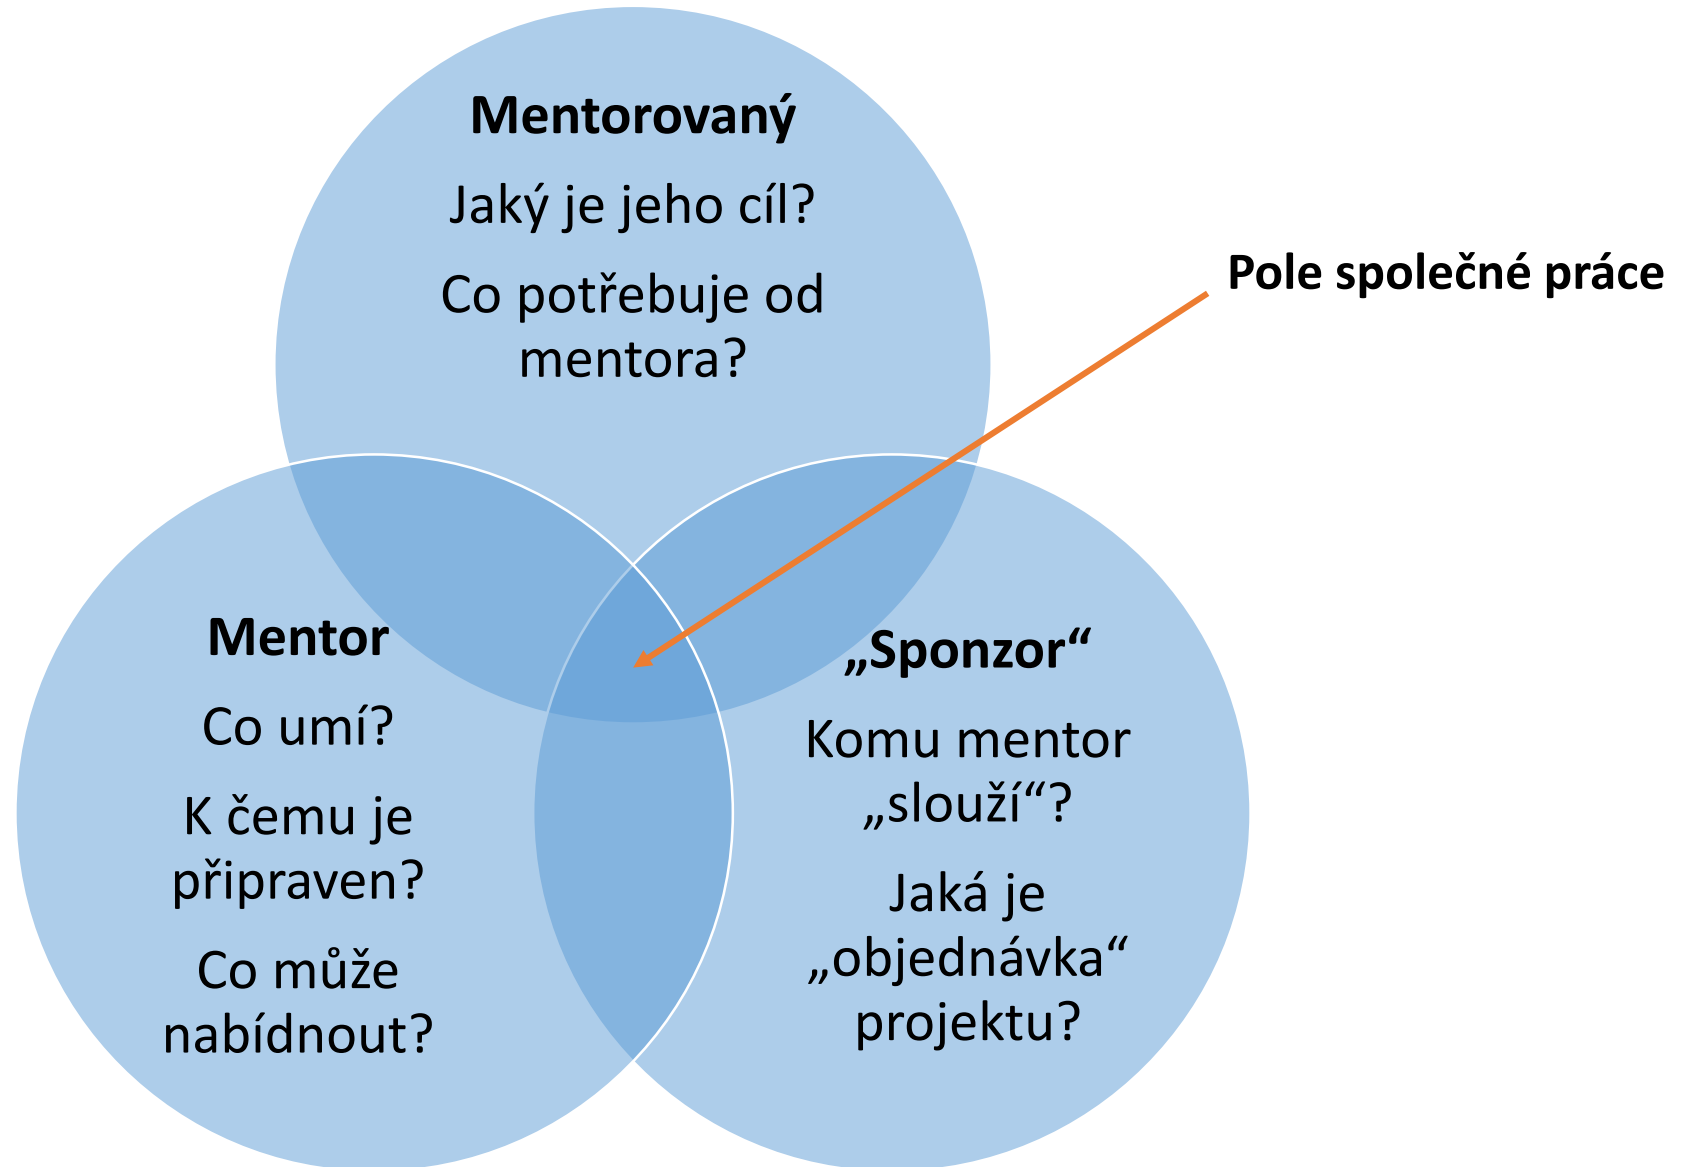 Mentorovaný
Jaký je jeho cíl?
Co potřebuje od
mentora?
Pole společné práce
Mentor
Co umí?
K čemu je
připraven?
Co může
nabídnout?
„Sponzor“
Komu mentor
„slouží“?
Jaká je
„objednávka“
projektu?